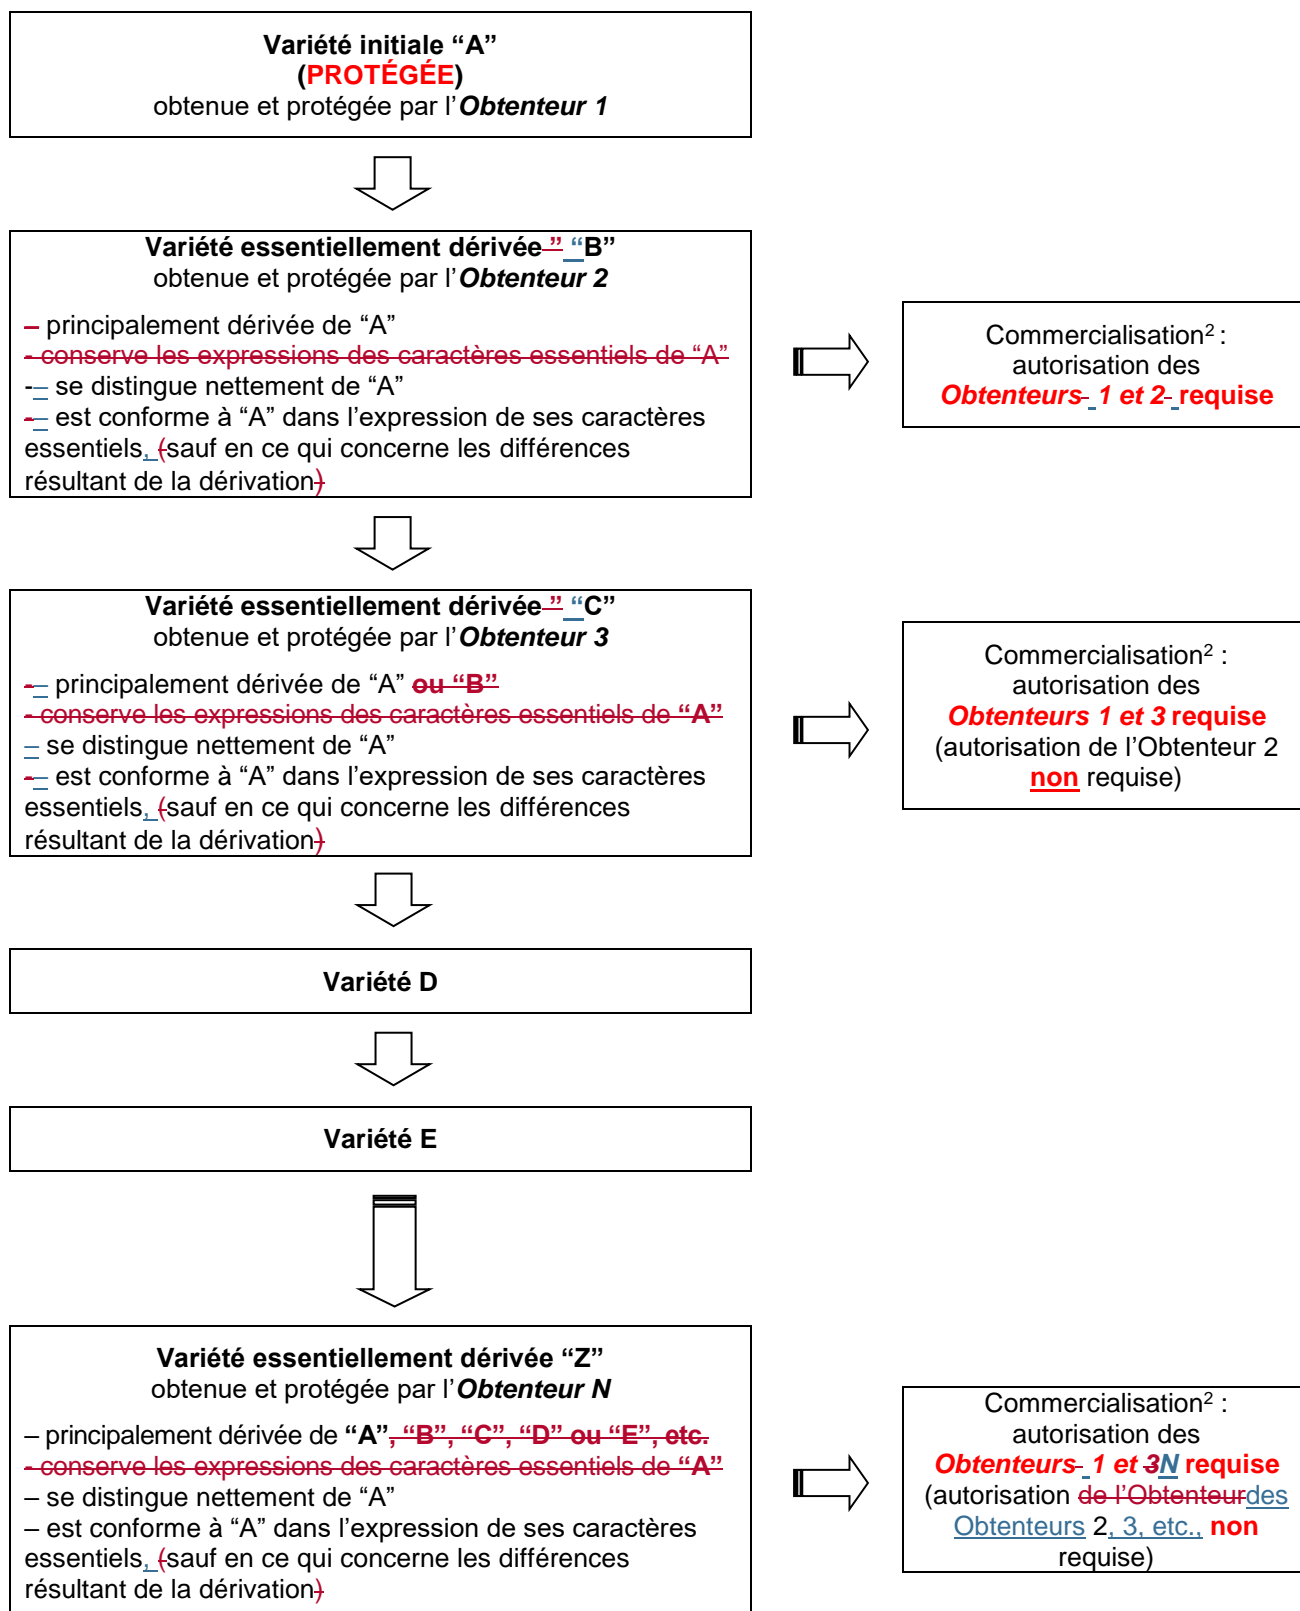 Variété initiale “A”
(PROTÉGÉE)
obtenue et protégée par l’Obtenteur 1
Variété essentiellement dérivée ” “B”
obtenue et protégée par l’Obtenteur 2
– principalement dérivée de “A”
- conserve les expressions des caractères essentiels de “A”
-– se distingue nettement de “A”
-– est conforme à “A” dans l’expression de ses caractères
essentiels, (sauf en ce qui concerne les différences
résultant de la dérivation)
Commercialisation² :
autorisation des
Obtenteurs- 1 et 2- requise
Variété essentiellement dérivée ” “C”
obtenue et protégée par l’Obtenteur 3
-– principalement dérivée de “A” ou “B”
- conserve les expressions des caractères essentiels de “A”
– se distingue nettement de “A”
-– est conforme à “A” dans l’expression de ses caractères
essentiels, (sauf en ce qui concerne les différences
résultant de la dérivation)
Commercialisation² :
autorisation des
Obtenteurs 1 et 3 requise
(autorisation de l’Obtenteur 2
non requise)
Variété D
Variété E
Variété essentiellement dérivée “Z”
obtenue et protégée par l’Obtenteur N
– principalement dérivée de “A”, “B”, “C”, “D” ou “E”, etc.
- conserve les expressions des caractères essentiels de “A”
– se distingue nettement de “A”
– est conforme à “A” dans l’expression de ses caractères
essentiels, (sauf en ce qui concerne les différences
résultant de la dérivation)
Commercialisation² :
autorisation des
Obtenteurs- 1 et 3N requise
(autorisation de l’Obtenteurdes
Obtenteurs 2, 3, etc., non
requise)